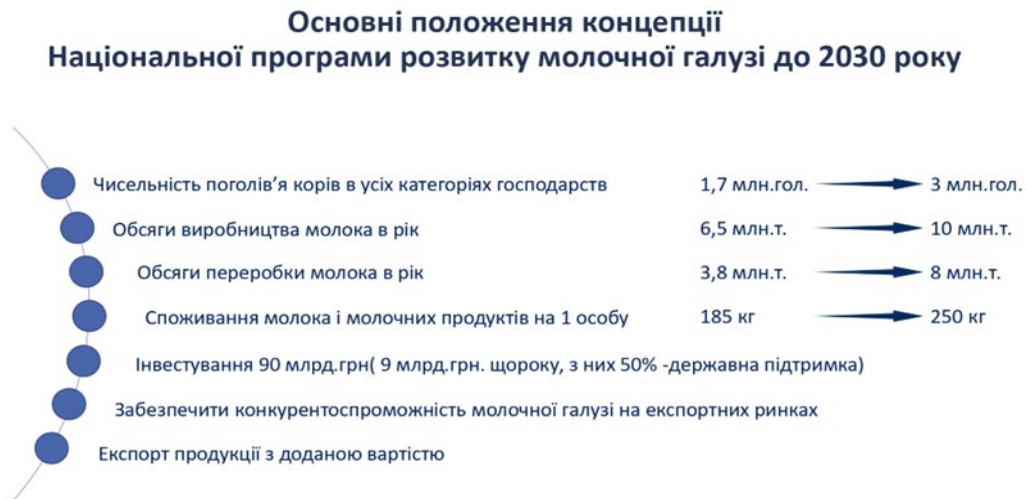 Основні положення концепції
Національної програми розвитку молочної галузі до 2030 року
Чисельність поголів’я корів в усіх категоріях господарств 1,7 млн.гол. 3 млн.гол.
Обсяги виробництва молока в рік 6,5 млн.т. 10 млн.т.
Обсяги переробки молока в рік 3,8 млн.т. 8 млн.т.
Споживання молока і молочних продуктів на 1 особу 185 кг 250 кг
Інвестування 90 млрд.грн( 9 млрд.грн. щороку, з них 50% -державна підтримка)
Забезпечити конкурентоспроможність молочної галузі на експортних ринках
Експорт продукції з доданою вартістю